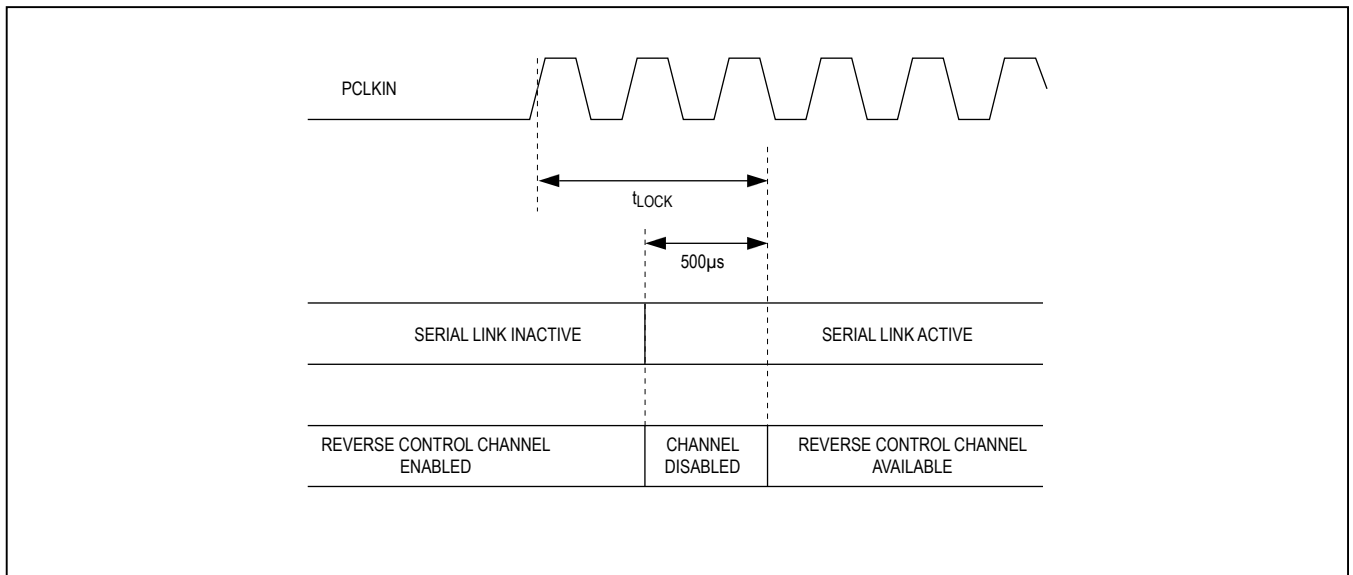 PCLKIN
tLOCK
500µs
SERIAL LINK INACTIVE
SERIAL LINK ACTIVE
REVERSE CONTROL CHANNEL
ENABLED
CHANNEL
DISABLED
REVERSE CONTROL CHANNEL
AVAILABLE